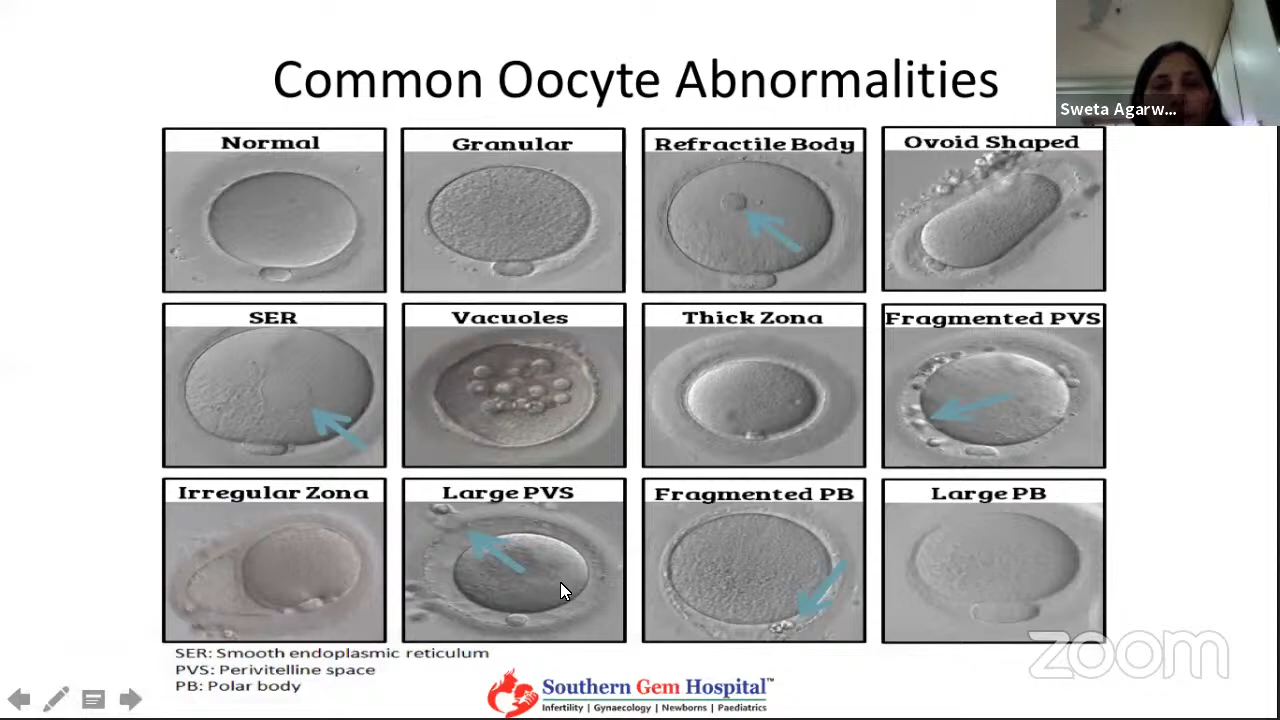 Common Oocyte Abnormalities
Sweta Agarw...
Normal
Granular
Refractile Body
Ovoid Shaped
SER
Vacuoles
Thick Zona
Fragmented PVS
Irregular Zona
Large PVS
Fragmented PB
Large PB
SER: Smooth endoplasmic reticulum
PVS: Perivitelline space
PB: Polar body
Southern Gem Hospital™
Infertility | Gynaecology | Newborns | Paediatrics
zoom